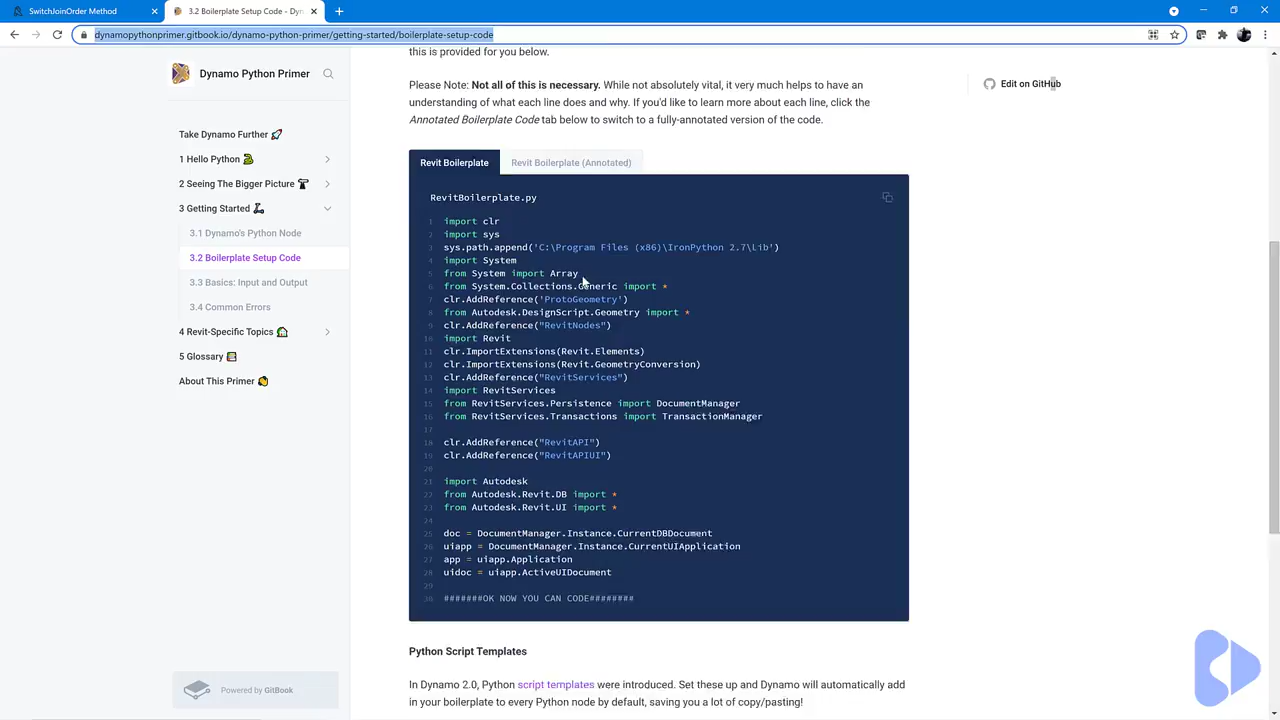 SwitchJoinOrder Method
3.2 Boilerplate Setup Code - Dyn
dynamopythonprimer.gitbook.io/dynamo-python-primer/getting-started/boilerplate-setup-code
Dynamo Python Primer
Take Dynamo Further
1 Hello Python
2 Seeing The Bigger Picture
3 Getting Started
3.1 Dynamo's Python Node
3.2 Boilerplate Setup Code
3.3 Basics: Input and Output
3.4 Common Errors
4 Revit-Specific Topics
5 Glossary
About This Primer
Powered by GitBook
this is provided for you below.
Please Note: Not all of this is necessary. While not absolutely vital, it very much helps to have an
understanding of what each line does and why. If you'd like to learn more about each line, click the
Annotated Boilerplate Code tab below to switch to a fully-annotated version of the code.
Revit Boilerplate
Revit Boilerplate (Annotated)
RevitBoilerplate.py
1 import clr
2 import sys
3 sys.path.append('C:\Program Files (x86)\IronPython 2.7\Lib')
4 import System
5 from System import Array
6 from System.Collections.Generic import *
7 clr.AddReference('ProtoGeometry')
8 from Autodesk.DesignScript.Geometry import *
9 clr.AddReference("RevitNodes")
10 import Revit
11 clr.ImportExtensions(Revit.Elements)
12 clr.ImportExtensions(Revit.GeometryConversion)
13 clr.AddReference("RevitServices")
14 import RevitServices
15 from RevitServices.Persistence import DocumentManager
16 from RevitServices.Transactions import TransactionManager
17
18 clr.AddReference("RevitAPI")
19 clr.AddReference("RevitAPIUI")
20
21 import Autodesk
22 from Autodesk.Revit.DB import *
23 from Autodesk.Revit.UI import *
24
25 doc = DocumentManager.Instance.CurrentDBDocument
26 uiapp = DocumentManager.Instance.CurrentUIApplication
27 app = uiapp.Application
28 uidoc = uiapp.ActiveUIDocument
29
30 #######OK NOW YOU CAN CODE########
Python Script Templates
In Dynamo 2.0, Python script templates were introduced. Set these up and Dynamo will automatically add
in your boilerplate to every Python node by default, saving you a lot of copy/pasting!
Edit on GitHub